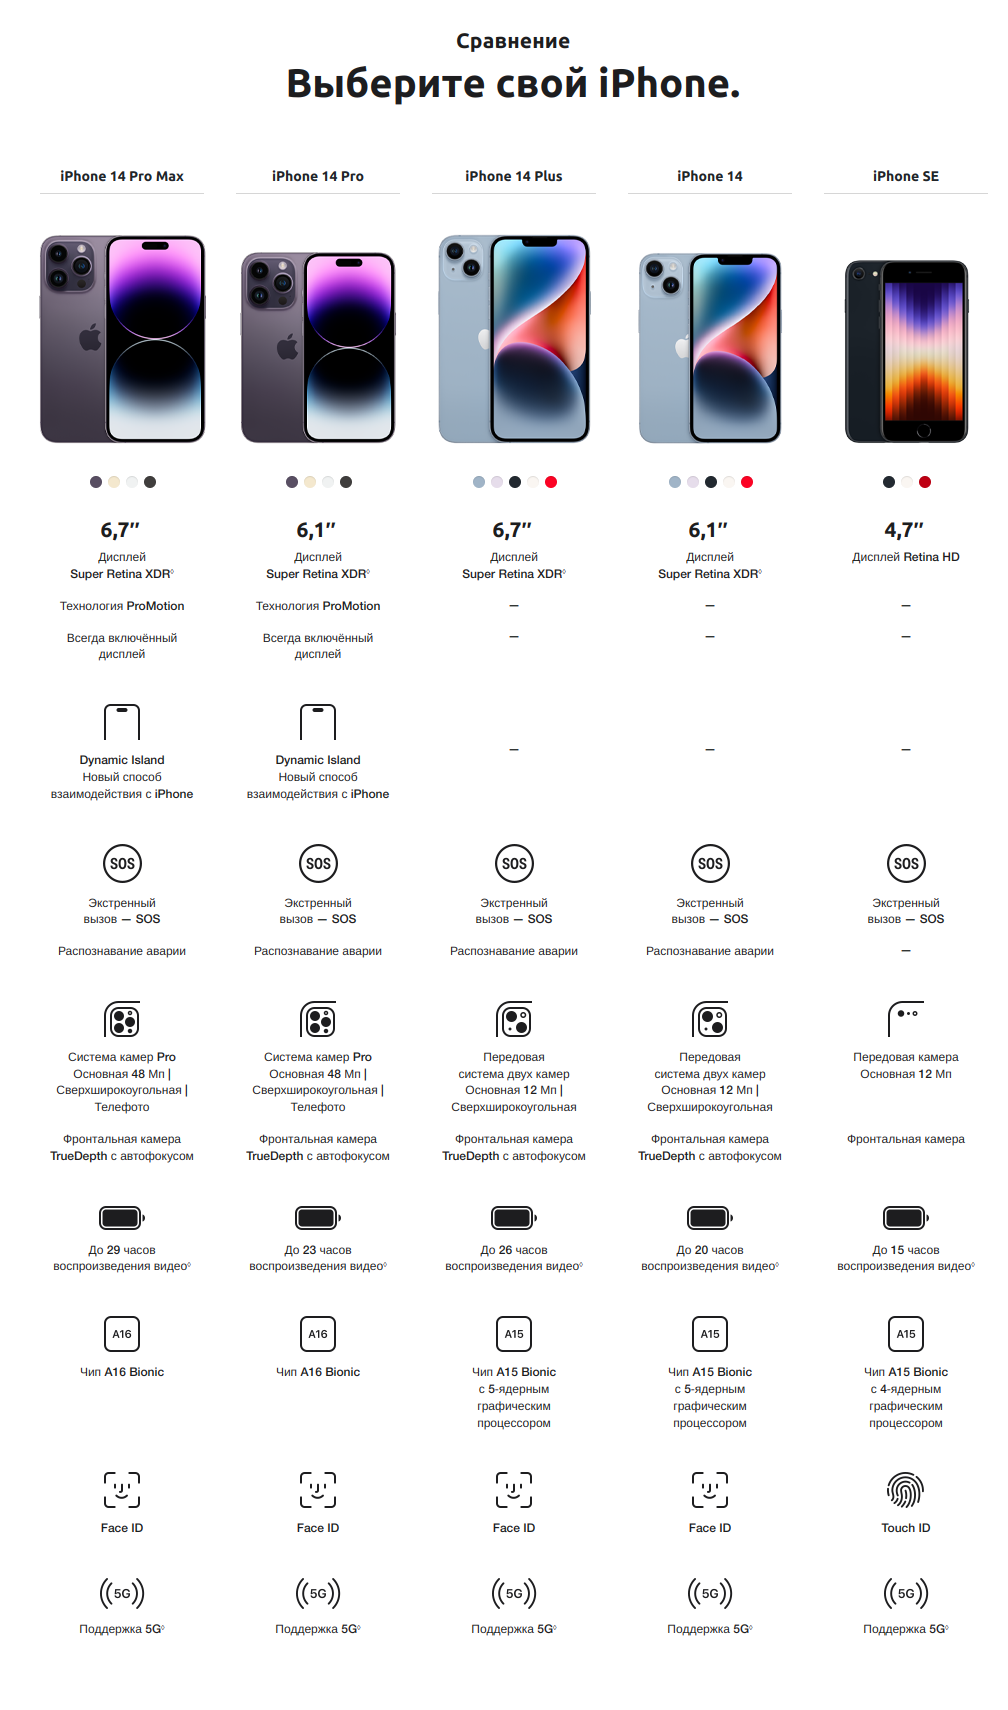 Сравнение
Выберите свой iPhone.
iPhone 14 Pro Max
iPhone 14 Pro
iPhone 14 Plus
iPhone 14
iPhone SE
6,7″
6,1″
6,7″
6,1″
4,7″
Дисплей
Super Retina XDR◊
Дисплей
Super Retina XDR◊
Дисплей
Super Retina XDR◊
Дисплей
Super Retina XDR◊
Дисплей Retina HD
Технология ProMotion
Технология ProMotion
–
–
–
Всегда включённый
дисплей
Всегда включённый
дисплей
–
–
–
Dynamic Island
Новый способ
взаимодействия с iPhone
Dynamic Island
Новый способ
взаимодействия с iPhone
–
–
–
SOS
SOS
SOS
SOS
SOS
Экстренный
вызов — SOS
Экстренный
вызов — SOS
Экстренный
вызов — SOS
Экстренный
вызов — SOS
Экстренный
вызов — SOS
Распознавание аварии
Распознавание аварии
Распознавание аварии
Распознавание аварии
–
Система камер Pro
Основная 48 Мп |
Сверхширокоугольная |
Телефото
Система камер Pro
Основная 48 Мп |
Сверхширокоугольная |
Телефото
Передовая
система двух камер
Основная 12 Мп |
Сверхширокоугольная
Передовая
система двух камер
Основная 12 Мп |
Сверхширокоугольная
Передовая камера
Основная 12 Мп
Фронтальная камера
TrueDepth с автофокусом
Фронтальная камера
TrueDepth с автофокусом
Фронтальная камера
TrueDepth с автофокусом
Фронтальная камера
TrueDepth с автофокусом
Фронтальная камера
До 29 часов
воспроизведения видео◊
До 23 часов
воспроизведения видео◊
До 26 часов
воспроизведения видео◊
До 20 часов
воспроизведения видео◊
До 15 часов
воспроизведения видео◊
A16
A16
A15
A15
A15
Чип A16 Bionic
Чип A16 Bionic
Чип A15 Bionic
с 5-ядерным
графическим
процессором
Чип A15 Bionic
с 5-ядерным
графическим
процессором
Чип A15 Bionic
с 4-ядерным
графическим
процессором
Face ID
Face ID
Face ID
Face ID
Touch ID
5G
5G
5G
5G
5G
Поддержка 5G◊
Поддержка 5G◊
Поддержка 5G◊
Поддержка 5G◊
Поддержка 5G◊